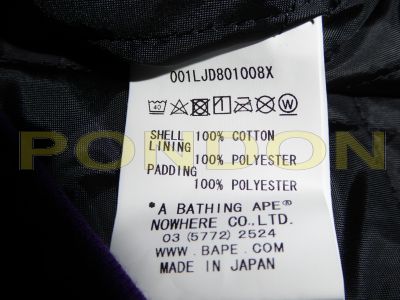 001LJD801008X
40
SHELL 100% COTTON
LINING
100% POLYESTER
PADDING
100% POLYESTER
*A BATHING APE®
NOWHERE CO.,LTD.
03 (5772) 2524
WWW.BAPE.COM
MADE IN JAPAN
PONDON